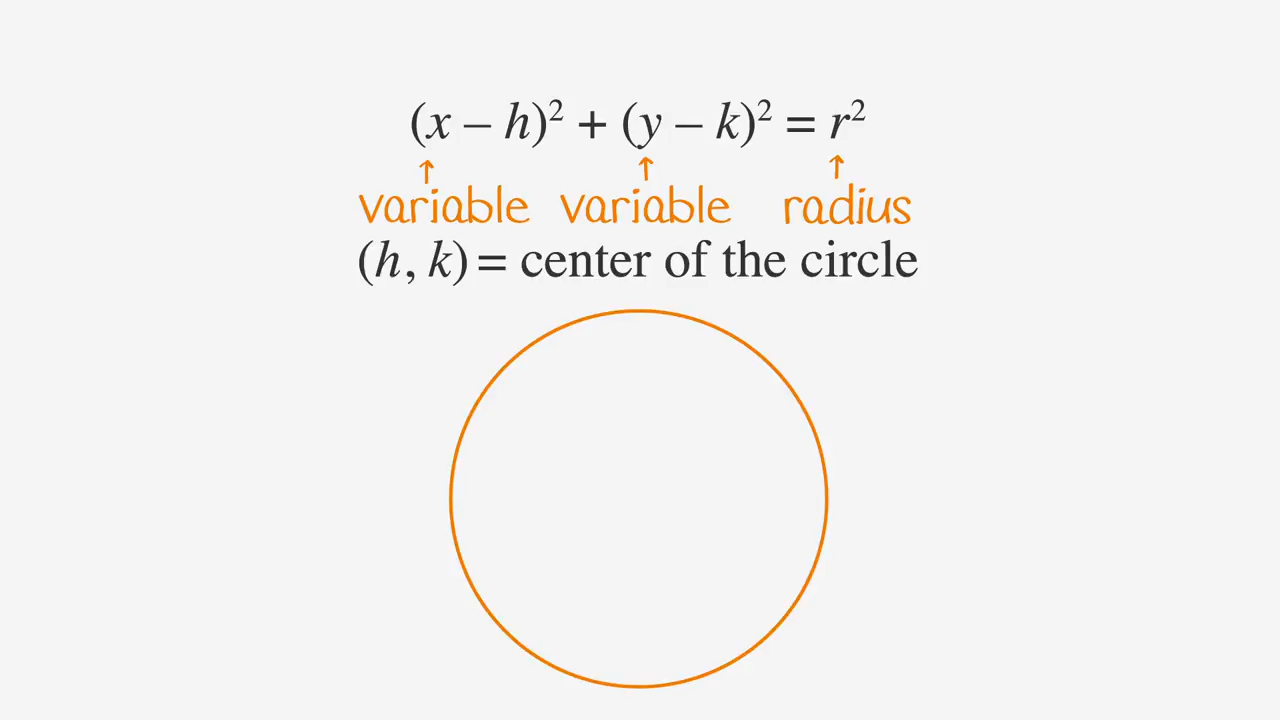 (x – h)² + (y – k)² = r²
↑ ↑ ↑
variable variable radius
(h, k) = center of the circle